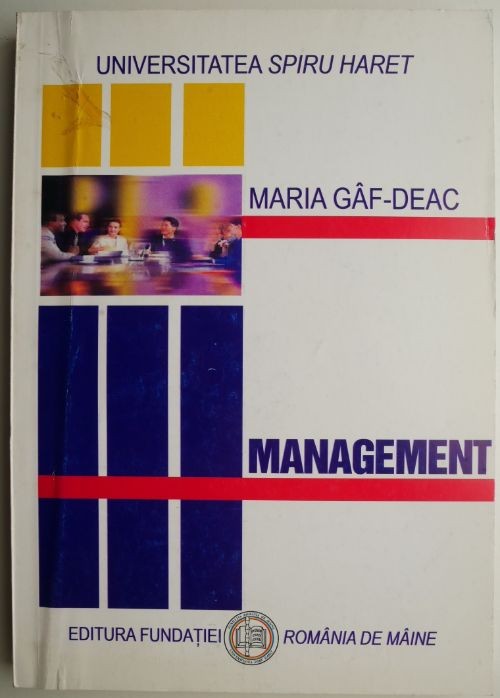 UNIVERSITATEA SPIRU HARET
MARIA GÂF-DEAC
MANAGEMENT
EDITURA FUNDAȚIEI ROMÂNIA DE MÂINE